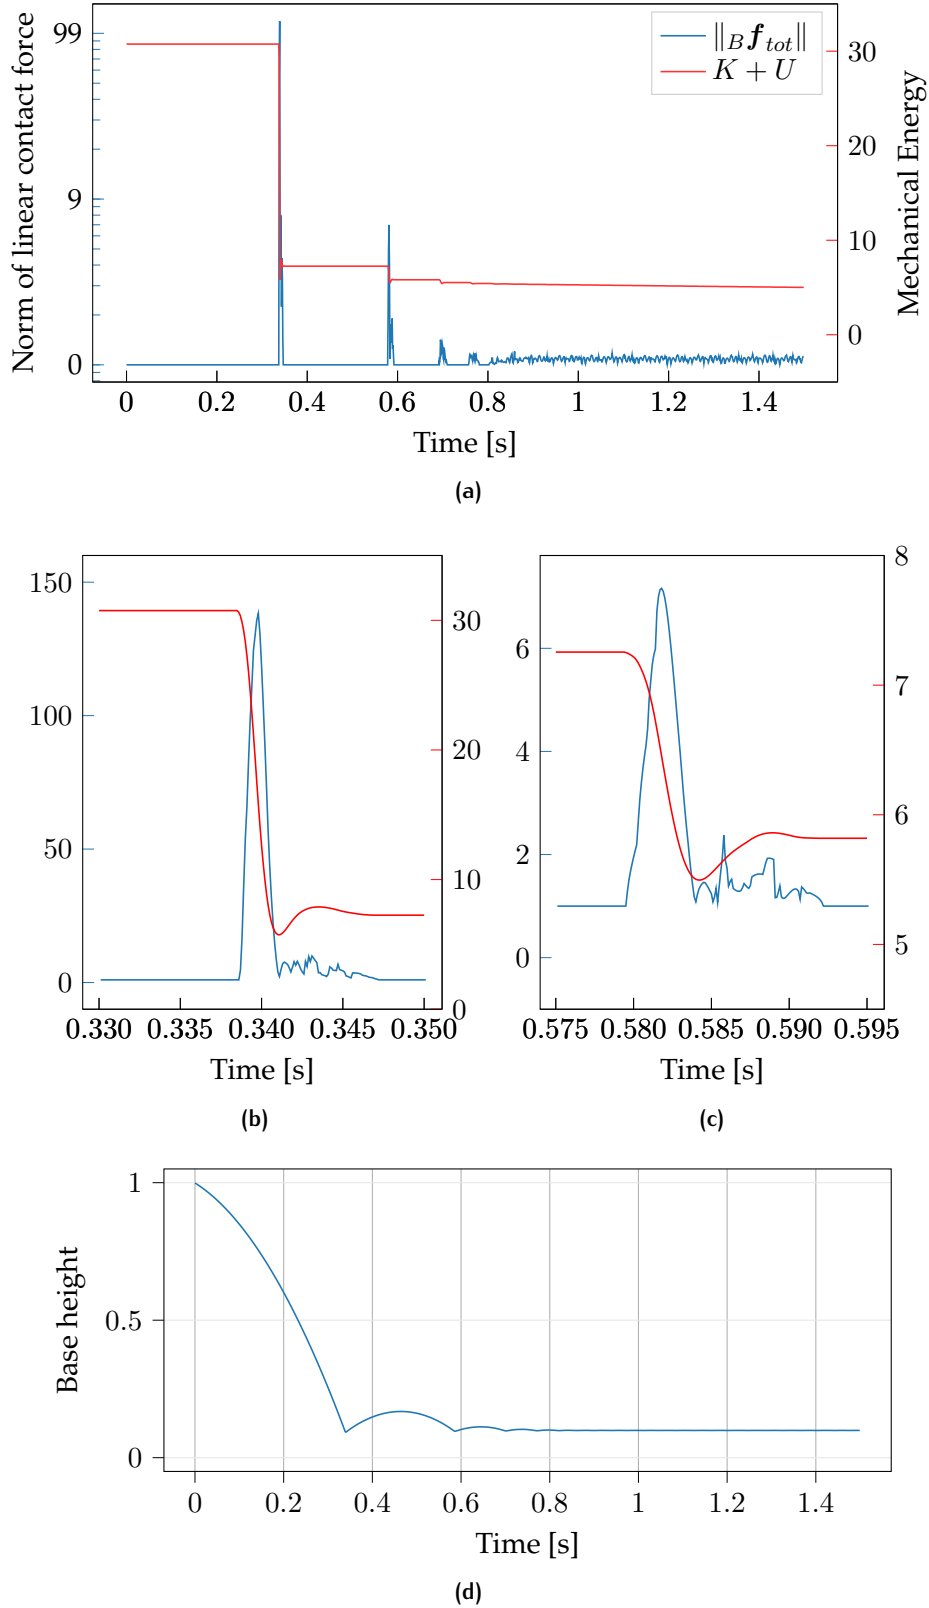 Norm of linear contact force
99
9
0
‖_B f_tot‖
K + U
30
20
10
0
Mechanical Energy
0 0.2 0.4 0.6 0.8 1 1.2 1.4
Time [s]
(a)
150
100
50
0
30
20
10
0
0.330 0.335 0.340 0.345 0.350
Time [s]
(b)
6
4
2
0
8
7
6
5
0.575 0.580 0.585 0.590 0.595
Time [s]
(c)
Base height
1
0.5
0
0 0.2 0.4 0.6 0.8 1 1.2 1.4
Time [s]
(d)